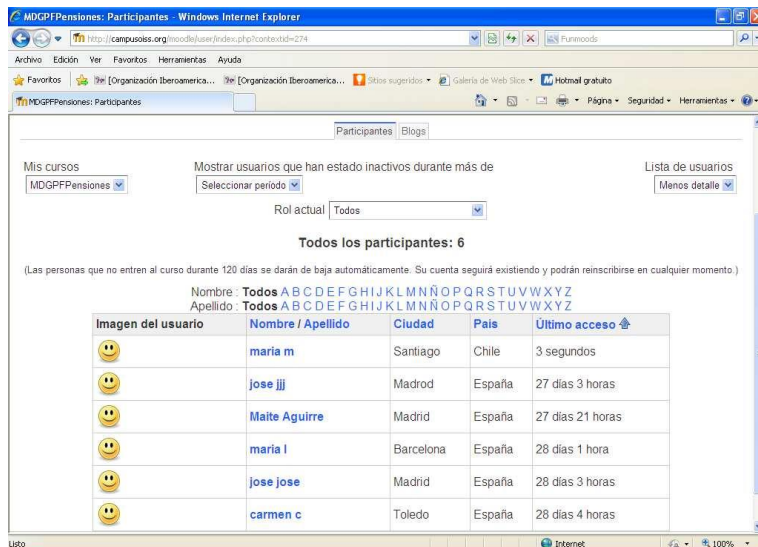 MDGPFPensiones: Participantes - Windows Internet Explorer
http://campusoiss.org/moodle/user/index.php?contextid=274
Funmoods
Archivo Edición Ver Favoritos Herramientas Ayuda
Favoritos [Organización Iberoamerica... [Organización Iberoamerica... Sitios sugeridos Galería de Web Slice Hotmail gratuito
MDGPFPensiones: Participantes Página Seguridad Herramientas
Participantes Blogs
Mis cursos Mostrar usuarios que han estado inactivos durante más de Lista de usuarios
MDGPFPensiones Seleccionar período Menos detalle
Rol actual Todos
Todos los participantes: 6
(Las personas que no entren al curso durante 120 días se darán de baja automáticamente. Su cuenta seguirá existiendo y podrán reinscribirse en cualquier momento.)
Nombre : Todos A B C D E F G H I J K L M N Ñ O P Q R S T U V W X Y Z
Apellido : Todos A B C D E F G H I J K L M N Ñ O P Q R S T U V W X Y Z
Imagen del usuario Nombre / Apellido Ciudad País Último acceso
maria m Santiago Chile 3 segundos
jose jjj Madrod España 27 días 3 horas
Maite Aguirre Madrid España 27 días 21 horas
maria l Barcelona España 28 días 1 hora
jose jose Madrid España 28 días 3 horas
carmen c Toledo España 28 días 4 horas
Listo Internet 100%